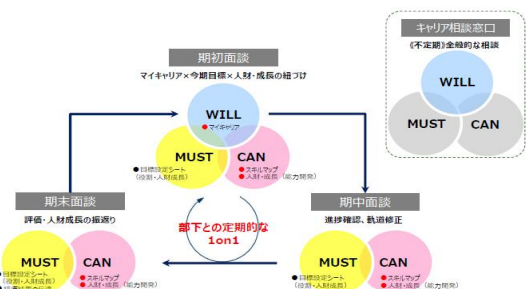 キャリア相談窓口
《不定期》全般的な相談
WILL
MUST
CAN
期初面談
マイキャリア×今期目標×人財・成長の紐づけ
WILL
●マイキャリア
MUST
CAN
●目標設定シート
(役割・人財成長)
●スキルマップ
●人財・成長（能力開発）
期末面談
評価・人財成長の振返り
MUST
CAN
●目標設定シート
(役割・人財成長)
●スキルマップ
●人財・成長（能力開発）
部下との定期的な
1on1
期中面談
進捗確認、軌道修正
MUST
CAN
●目標設定シート
(役割・人財成長)
●スキルマップ
●人財・成長（能力開発）